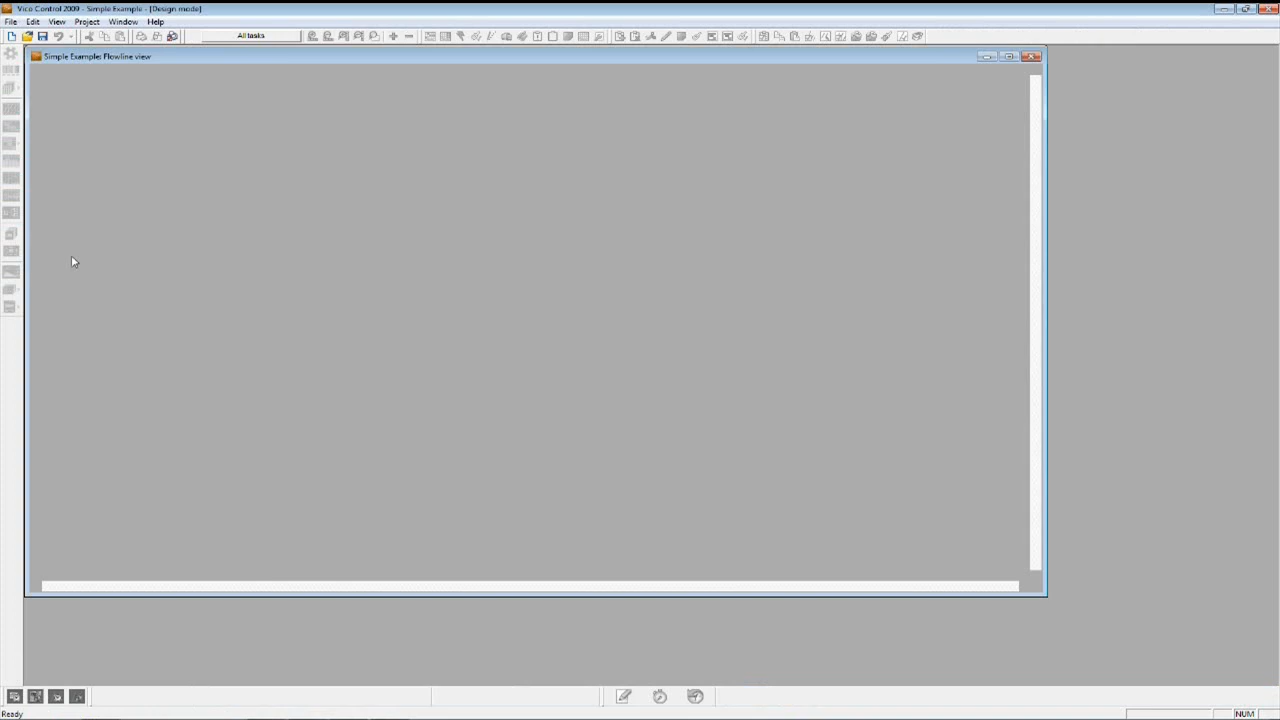 Vico Control 2009 - Simple Example - [Design mode]
File Edit View Project Window Help
All tasks
Simple Example: Flowline view
Ready
NUM